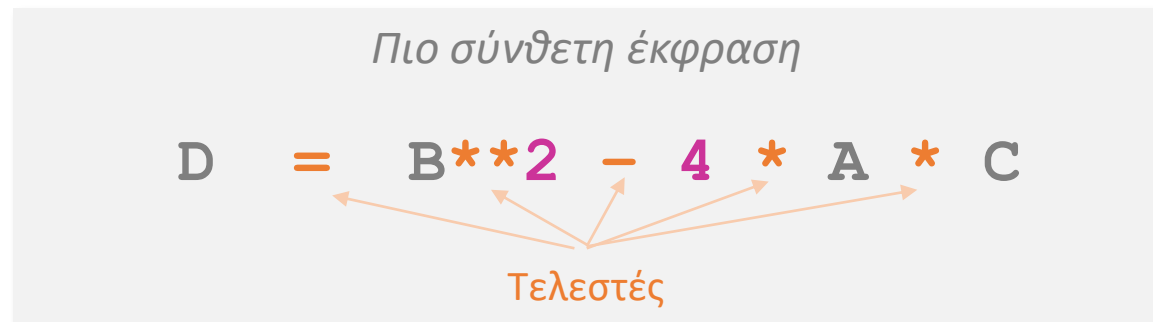 Πιο σύνθετη έκφραση
D = B**2 - 4 * A * C
Τελεστές